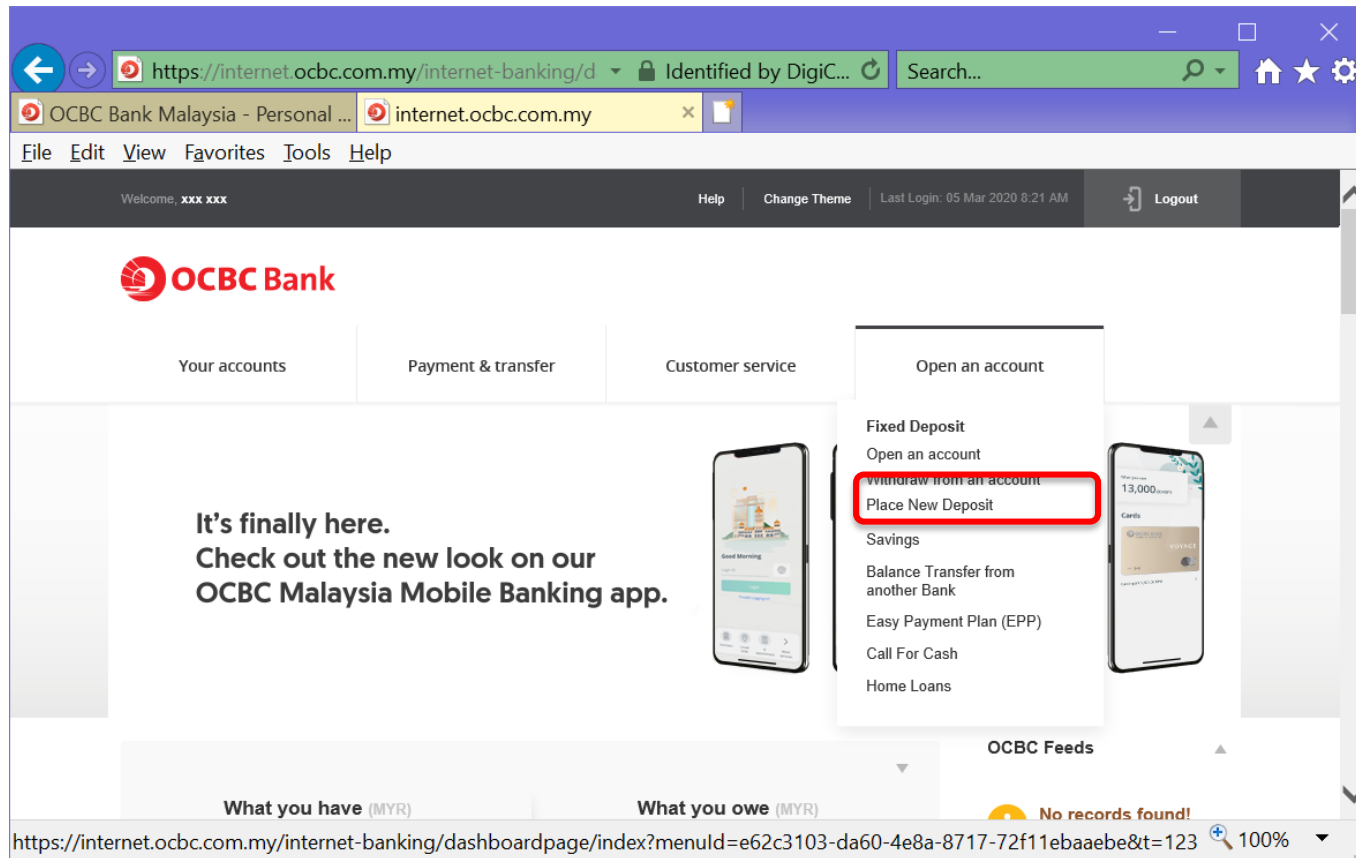 https://internet.ocbc.com.my/internet-banking/d
Identified by DigiC...
Search...
OCBC Bank Malaysia - Personal ...
internet.ocbc.com.my
File Edit View Favorites Tools Help
Welcome, xxx xxx
Help
Change Theme
Last Login: 05 Mar 2020 8:21 AM
Logout
OCBC Bank
Your accounts
Payment & transfer
Customer service
Open an account
Fixed Deposit
Open an account
Withdraw from an account
Place New Deposit
Savings
Balance Transfer from
another Bank
Easy Payment Plan (EPP)
Call For Cash
Home Loans
It's finally here.
Check out the new look on our
OCBC Malaysia Mobile Banking app.
Good Morning
13,000
Cards
VOYAGE
OCBC Feeds
No records found!
What you have (MYR)
What you owe (MYR)
https://internet.ocbc.com.my/internet-banking/dashboardpage/index?menuId=e62c3103-da60-4e8a-8717-72f11ebaaebe&t=123
100%